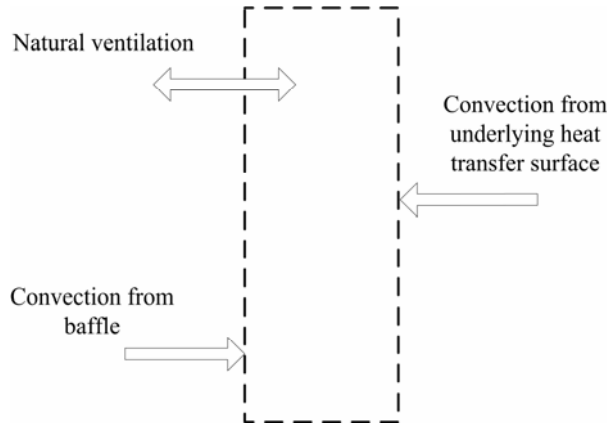 Natural ventilation
Convection from
underlying heat
transfer surface
Convection from
baffle